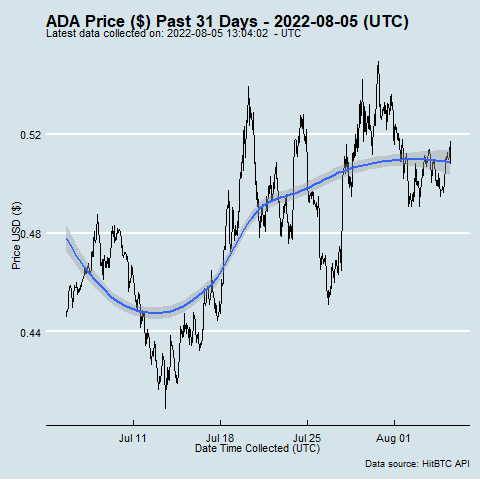 ADA Price ($) Past 31 Days - 2022-08-05 (UTC)
Latest data collected on: 2022-08-05 13:04:02  - UTC
Price USD ($)
0.52
0.48
0.44
Jul 11
Jul 18
Jul 25
Aug 01
Date Time Collected (UTC)
Data source: HitBTC API